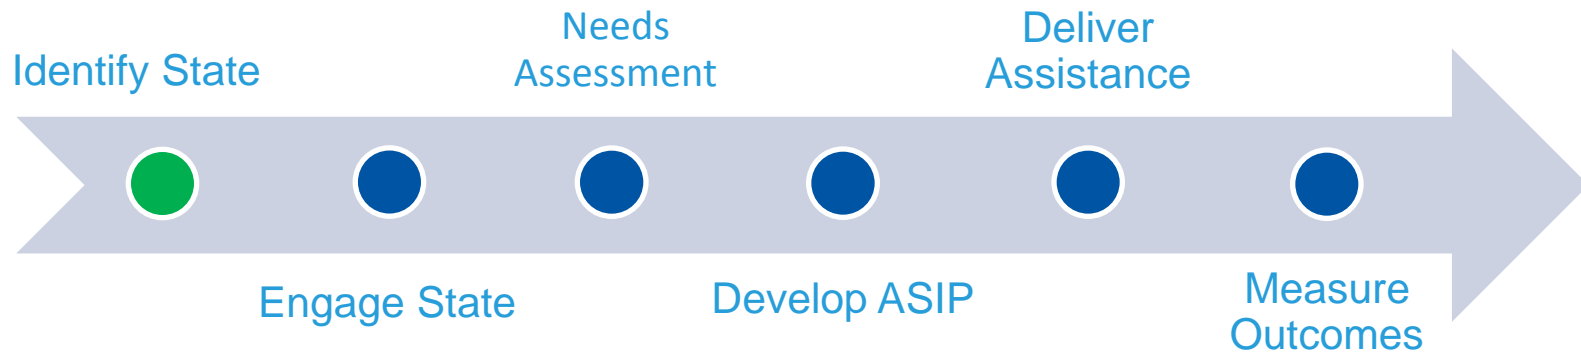 Identify State
Engage State
Needs
Assessment
Develop ASIP
Deliver
Assistance
Measure
Outcomes